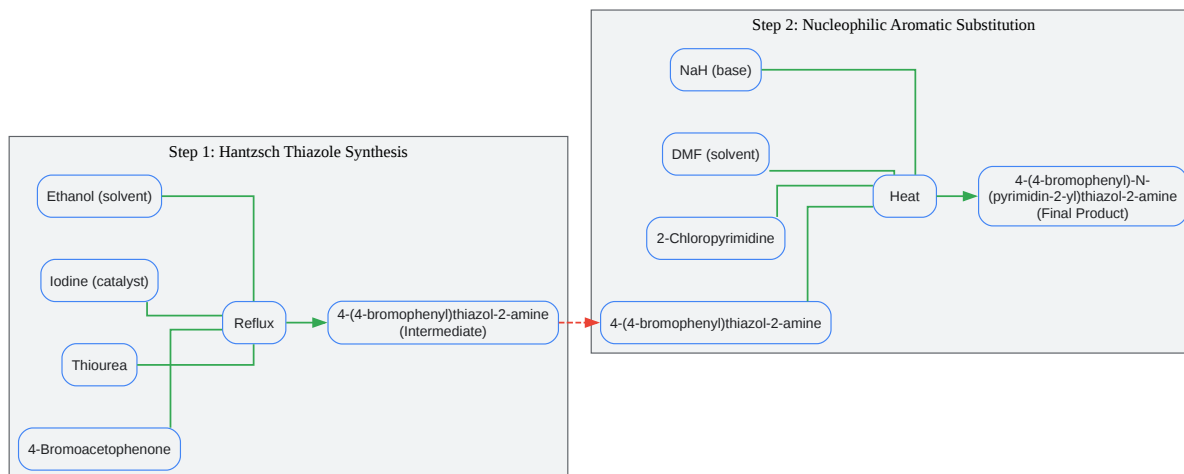 Step 1: Hantzsch Thiazole Synthesis
Ethanol (solvent)
Iodine (catalyst)
Reflux
4-(4-bromophenyl)thiazol-2-amine
(Intermediate)
Thiourea
4-Bromoacetophenone
Step 2: Nucleophilic Aromatic Substitution
NaH (base)
DMF (solvent)
Heat
4-(4-bromophenyl)-N-
(pyrimidin-2-yl)thiazol-2-amine
(Final Product)
2-Chloropyrimidine
4-(4-bromophenyl)thiazol-2-amine